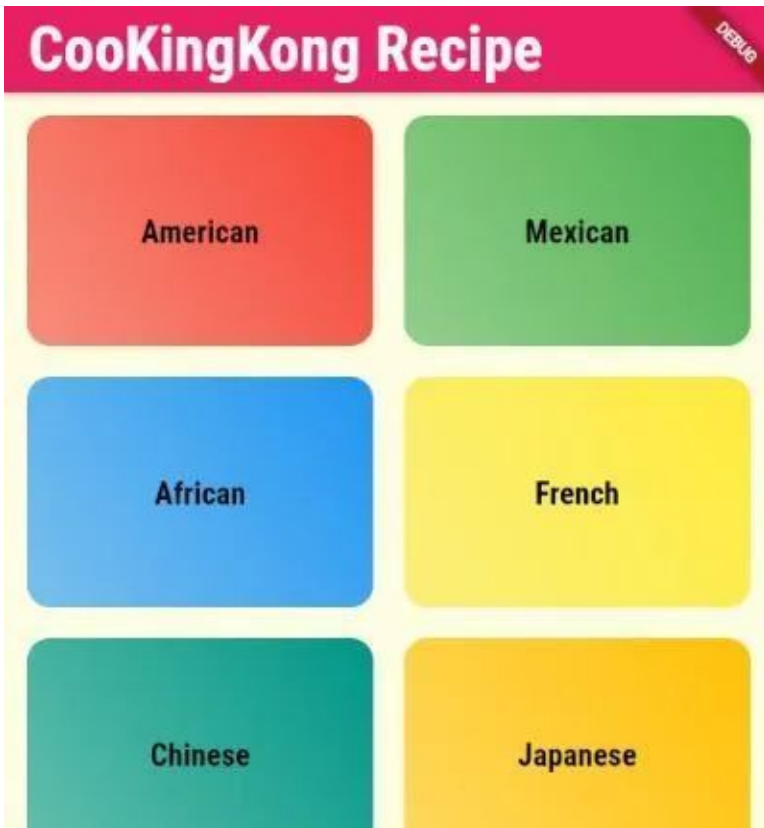 CooKingKong Recipe
DEBUG
American
Mexican
African
French
Chinese
Japanese